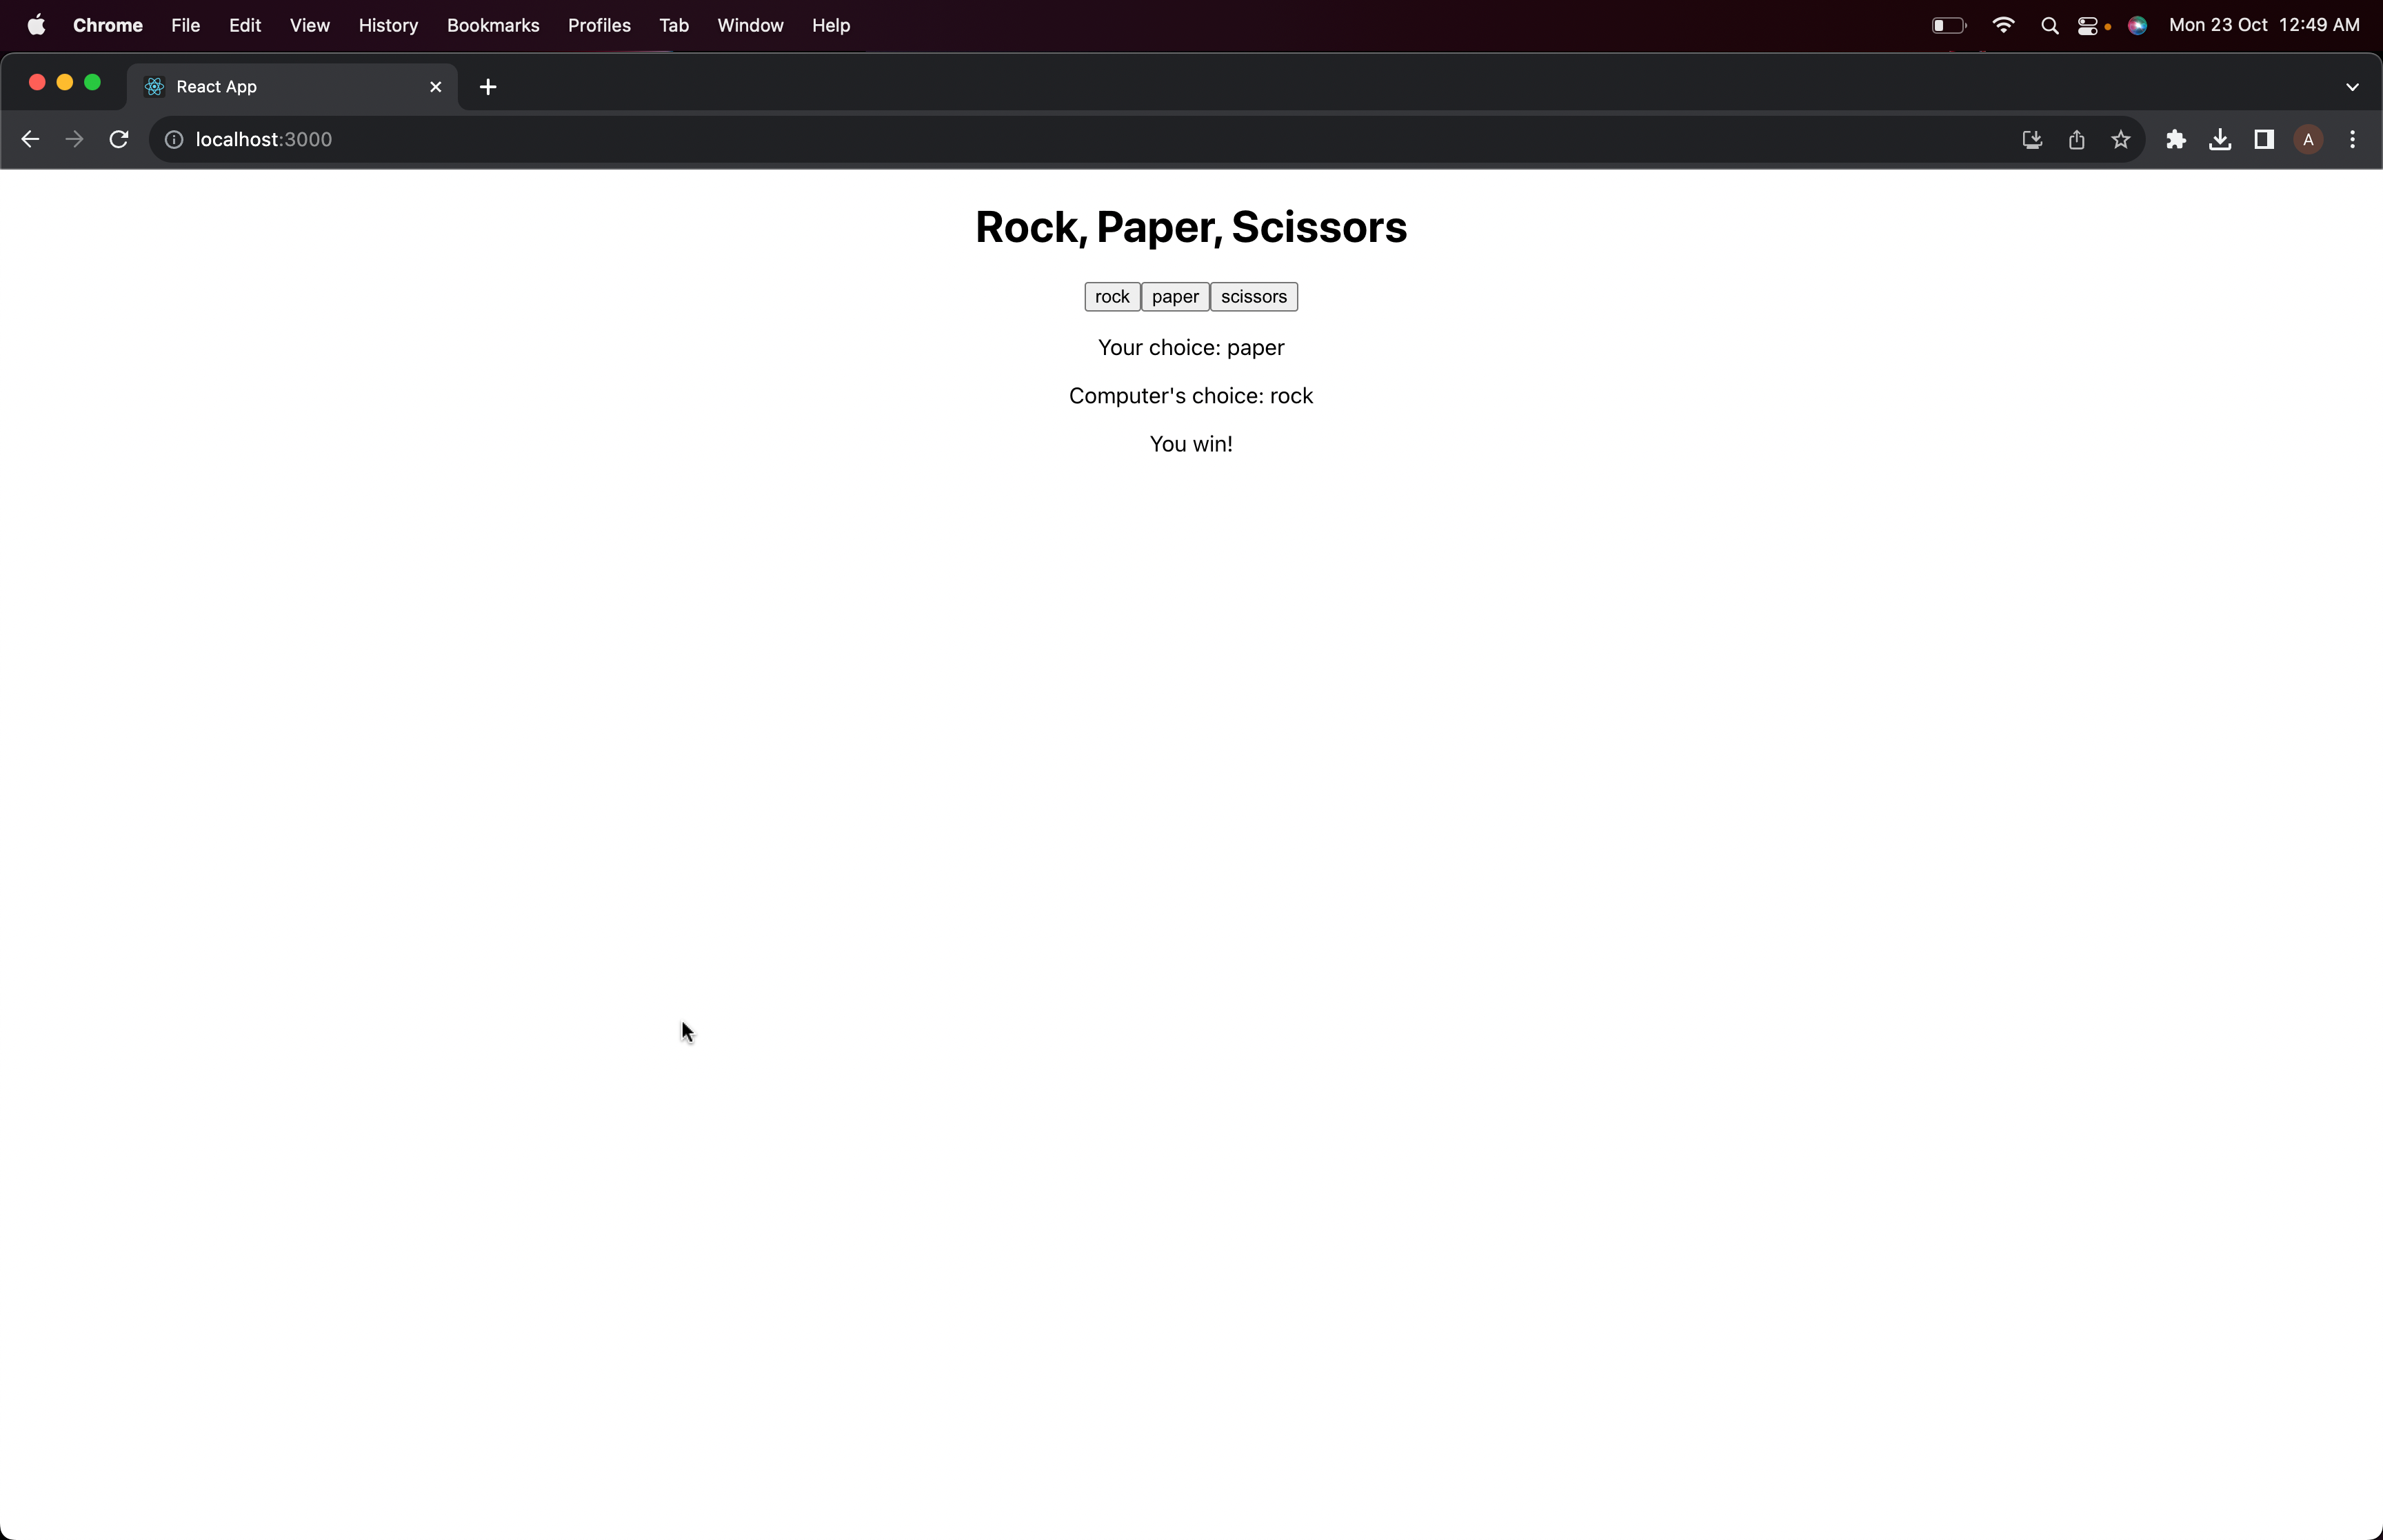 Chrome File Edit View History Bookmarks Profiles Tab Window Help Mon 23 Oct 12:49 AM
React App
localhost:3000 A
Rock, Paper, Scissors
rock paper scissors
Your choice: paper
Computer's choice: rock
You win!